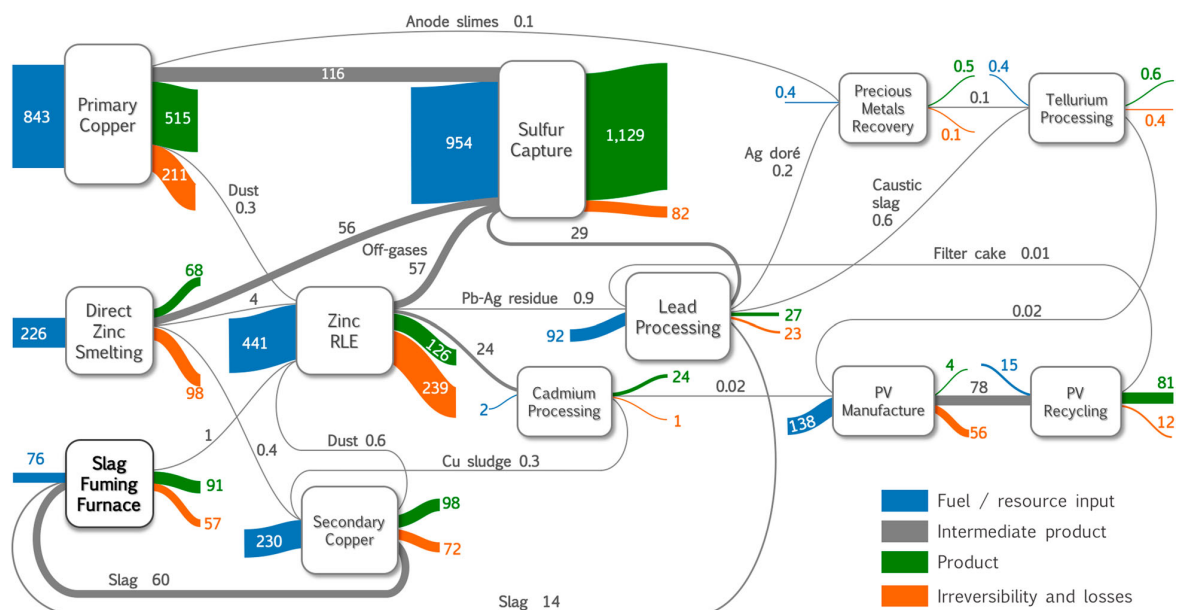 Anode slimes 0.1
843
Primary
Copper
116
515
211
954
Sulfur
Capture
1,129
82
0.4
Precious
Metals
Recovery
0.5
0.1
0.1
0.4
Tellurium
Processing
0.6
0.4
Dust
0.3
Ag doré
0.2
Caustic
slag
0.6
56
Off-gases
57
29
Filter cake 0.01
226
Direct
Zinc
Smelting
68
98
4
441
Zinc
RLE
126
239
Pb-Ag residue 0.9
92
Lead
Processing
27
23
0.02
24
2
Cadmium
Processing
24
1
0.02
138
PV
Manufacture
4
56
78
15
PV
Recycling
81
12
1
0.4
Dust 0.6
Cu sludge 0.3
76
Slag
Fuming
Furnace
91
57
230
Secondary
Copper
98
72
Slag 60
Slag 14
Fuel / resource input
Intermediate product
Product
Irreversibility and losses